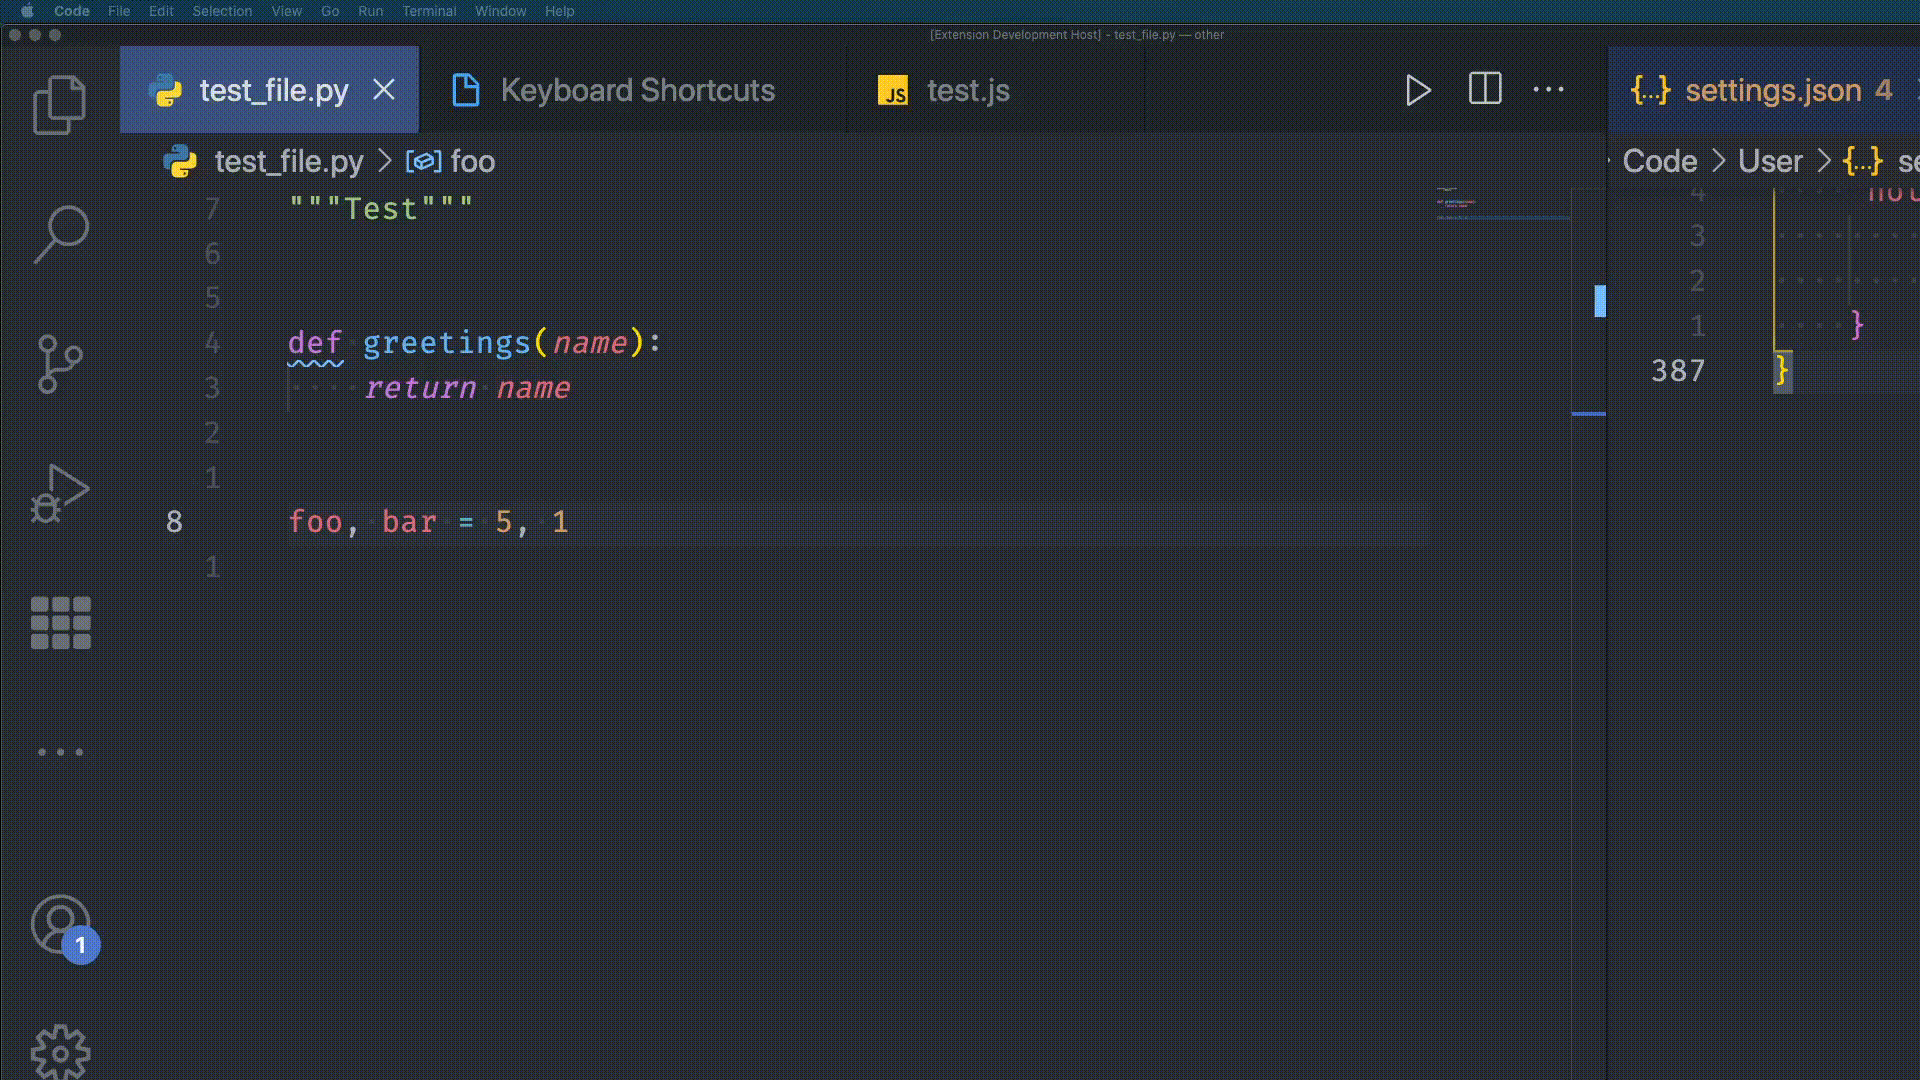 Code File Edit Selection View Go Run Terminal Window Help
[Extension Development Host] - test_file.py — other
test_file.py Keyboard Shortcuts JS test.js
{...} settings.json 4
test_file.py > foo
Code > User > {...}
7 """Test"""
6
5
4 def greetings(name):
3 return name
2
1
8 foo, bar = 5, 1
1
4
3
2
1 }
387 }
1